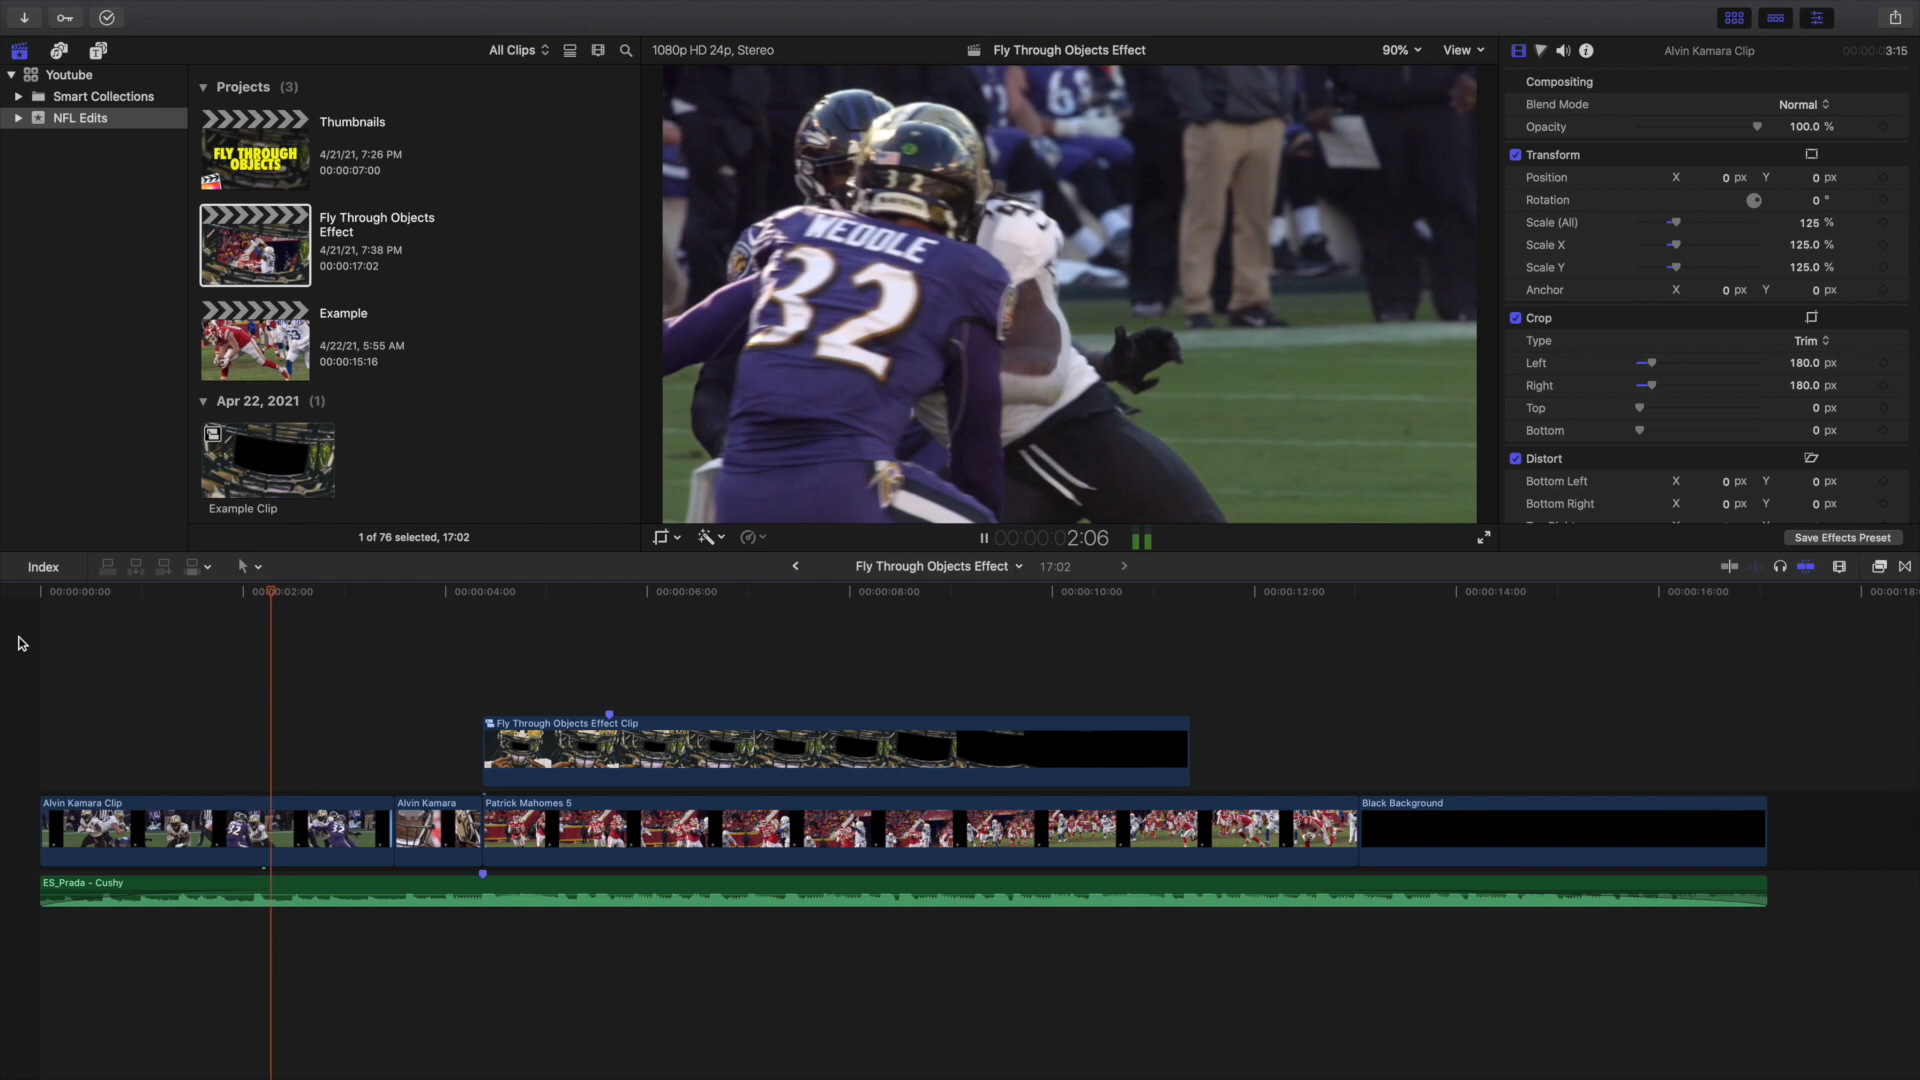 All Clips
1080p HD 24p, Stereo
Fly Through Objects Effect
90%
View
Alvin Kamara Clip
00:00:03:15
Youtube
Smart Collections
NFL Edits
Projects (3)
Thumbnails
4/21/21, 7:26 PM
00:00:07:00
FLY THROUGH
OBJECTS
Fly Through Objects
Effect
4/21/21, 7:38 PM
00:00:17:02
Example
4/22/21, 5:55 AM
00:00:15:16
Apr 22, 2021 (1)
Example Clip
1 of 76 selected, 17:02
WEDDLE
32
32
Compositing
Blend Mode Normal
Opacity 100.0 %
Transform
Position X 0 px Y 0 px
Rotation 0 °
Scale (All) 125 %
Scale X 125.0 %
Scale Y 125.0 %
Anchor X 0 px Y 0 px
Crop
Type Trim
Left 180.0 px
Right 180.0 px
Top 0 px
Bottom 0 px
Distort
Bottom Left X 0 px Y 0 px
Bottom Right X 0 px Y 0 px
Save Effects Preset
00:00:02:06
Index
Fly Through Objects Effect
17:02
00:00:00:00
00:00:02:00
00:00:04:00
00:00:06:00
00:00:08:00
00:00:10:00
00:00:12:00
00:00:14:00
00:00:16:00
00:00:18:
Fly Through Objects Effect Clip
Alvin Kamara Clip
Alvin Kamara
Patrick Mahomes 5
Black Background
ES_Prada - Cushy